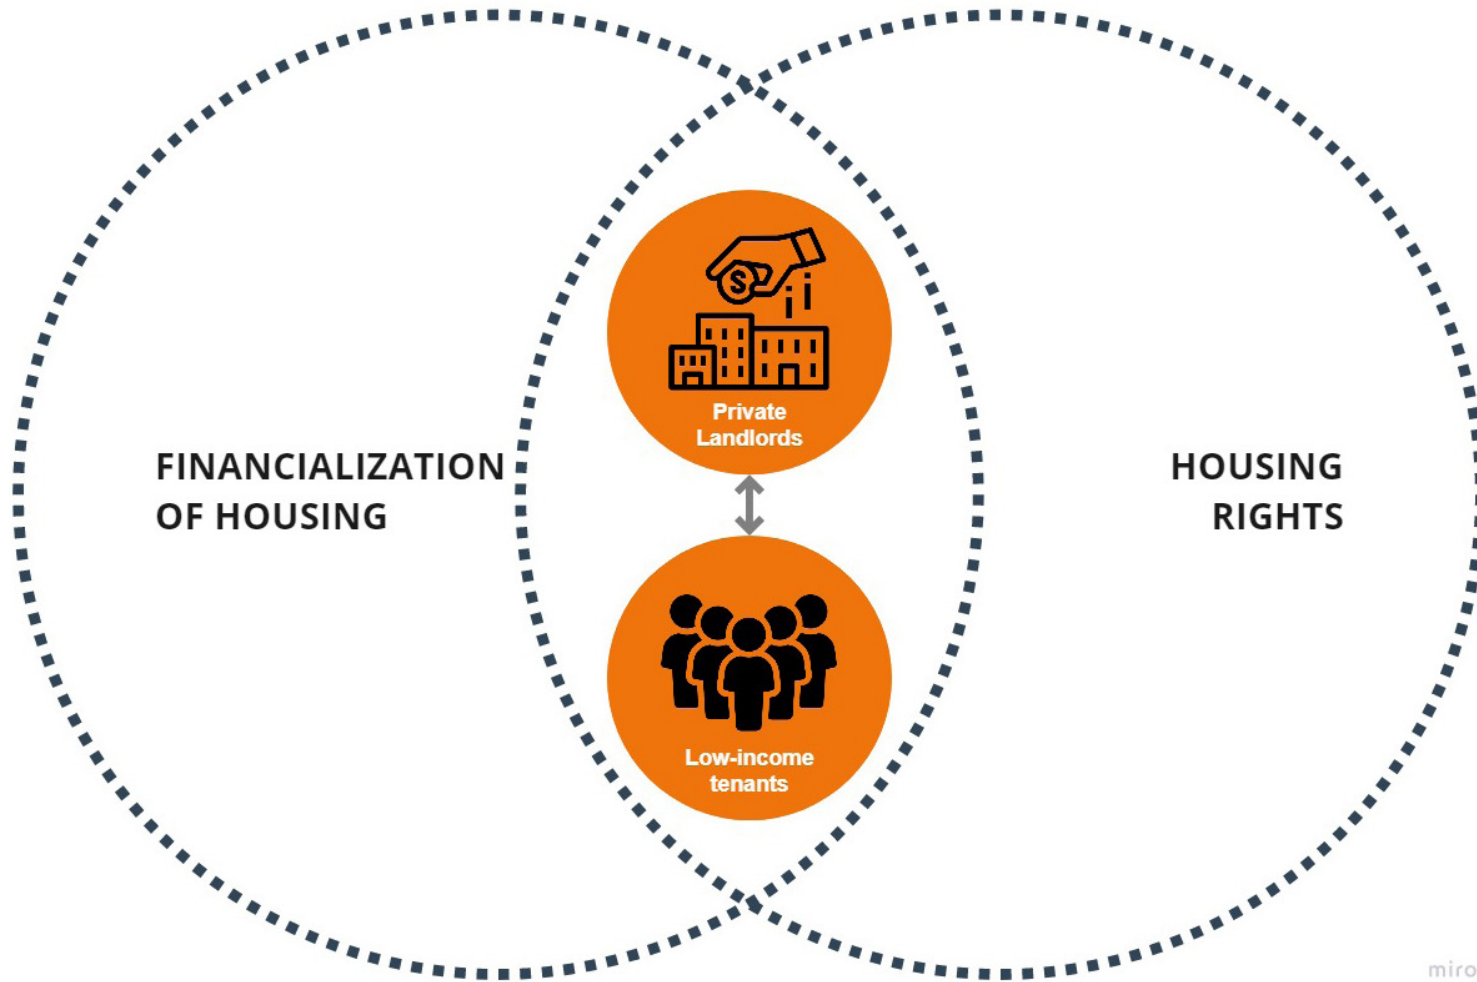 FINANCIALIZATION
OF HOUSING
$
Private
Landlords
Low-income
tenants
HOUSING
RIGHTS
miro